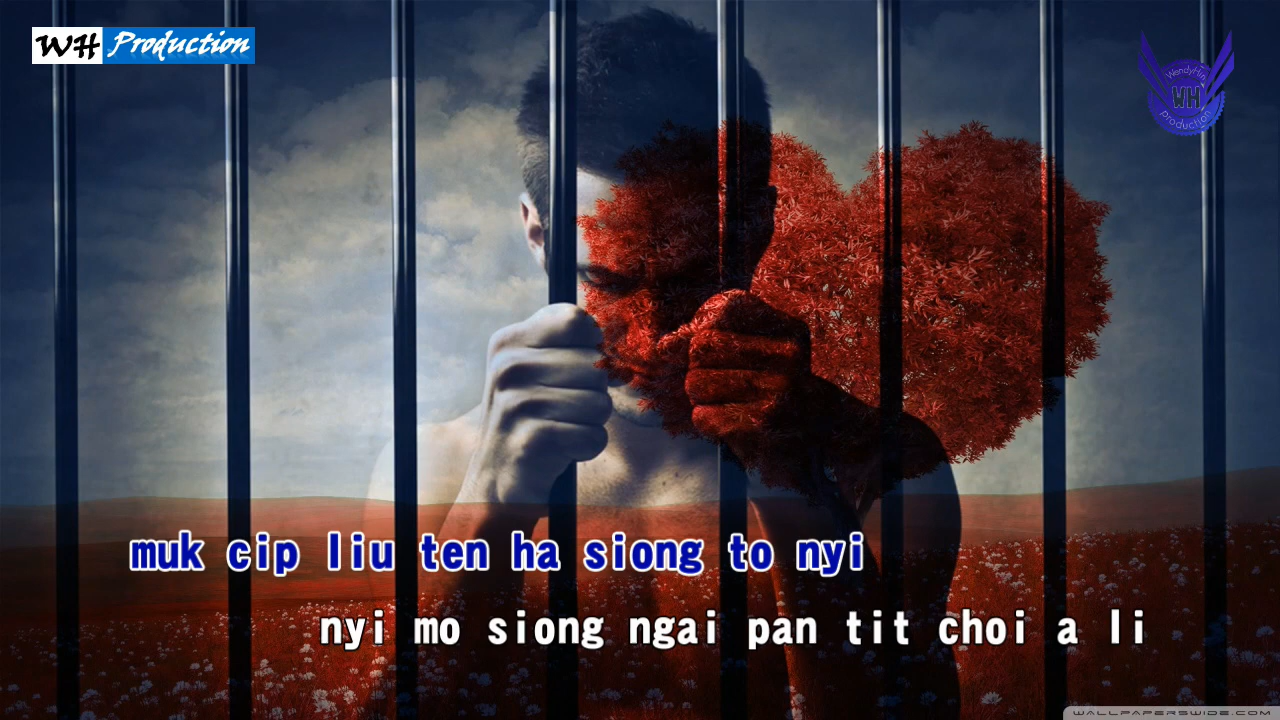 WH Production
WendyHin
WH
Production
muk cip liu ten ha siong to nyi
nyi mo siong ngai pan tit choi a li
WALLPAPERSWIDE.COM